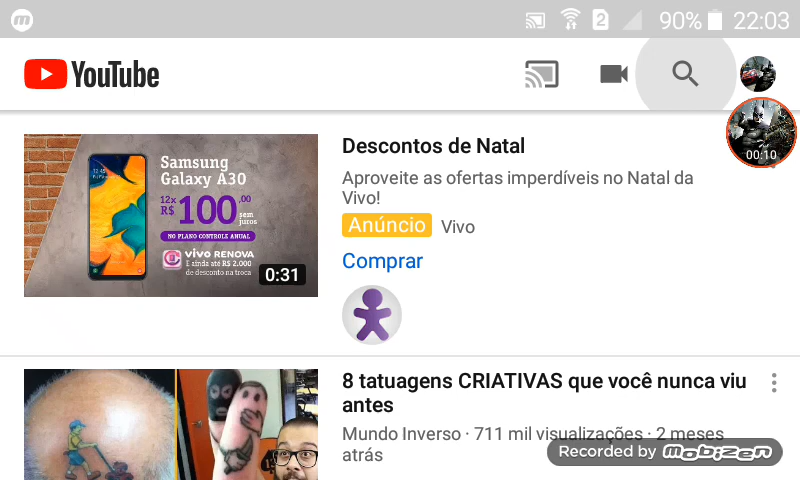 2
90%
22:03
YouTube
Samsung
Galaxy A30
12x
R$ 100,00
sem
juros
NO PLANO CONTROLE ANUAL
vivo RENOVA
E ainda até R$ 2.000
de desconto na troca
0:31
Descontos de Natal
Aproveite as ofertas imperdíveis no Natal da
Vivo!
Anúncio Vivo
Comprar
00:10
8 tatuagens CRIATIVAS que você nunca viu
antes
Mundo Inverso · 711 mil visualizações · 2 meses
atrás
Recorded by mobizen